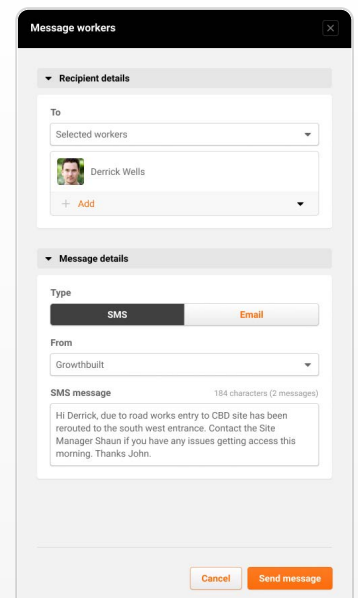 Message workers
Recipient details
To
Selected workers
Derrick Wells
+ Add
Message details
Type
SMS
Email
From
Growthbuilt
SMS message
184 characters (2 messages)
Hi Derrick, due to road works entry to CBD site has been
rerouted to the south west entrance. Contact the Site
Manager Shaun if you have any issues getting access this
morning. Thanks John.
Cancel
Send message